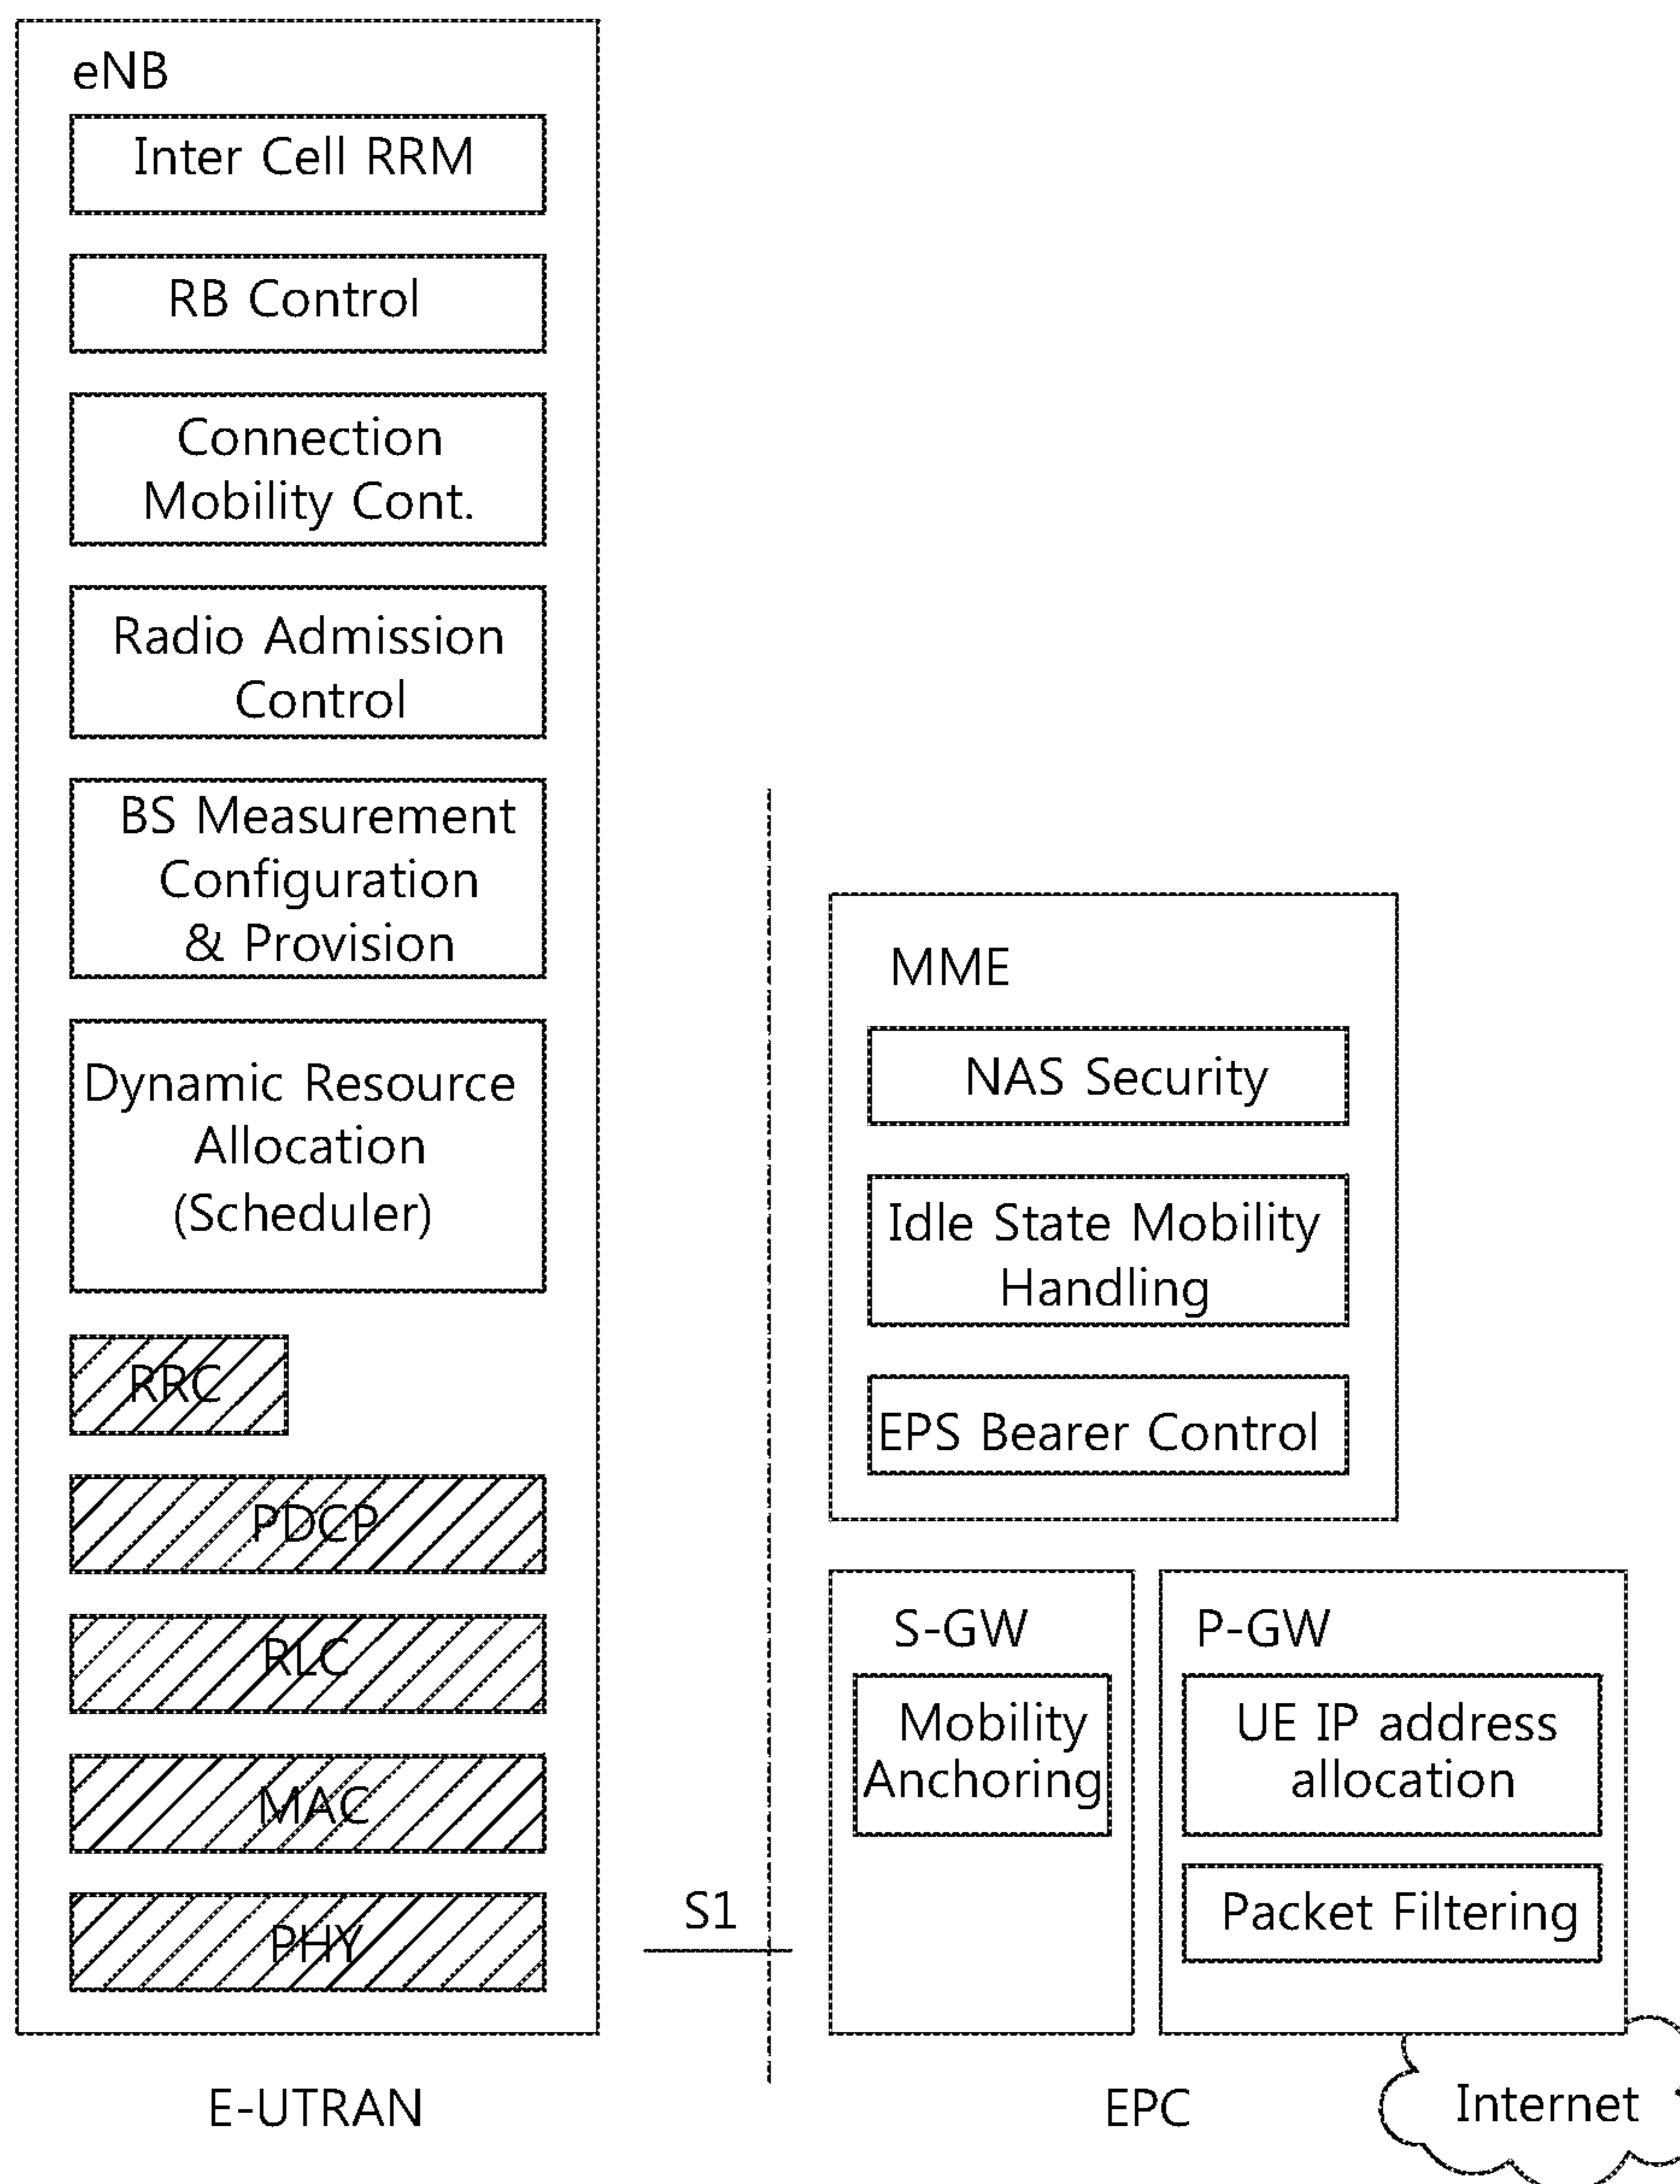 eNB
Inter Cell RRM
RB Control
Connection
Mobility Cont.
Radio Admission
Control
BS Measurement
Configuration
& Provision
Dynamic Resource
Allocation
(Scheduler)
RRC
PDCP
RLC
MAC
PHY
S1
MME
NAS Security
Idle State Mobility
Handling
EPS Bearer Control
S-GW
Mobility
Anchoring
P-GW
UE IP address
allocation
Packet Filtering
E-UTRAN
EPC
Internet